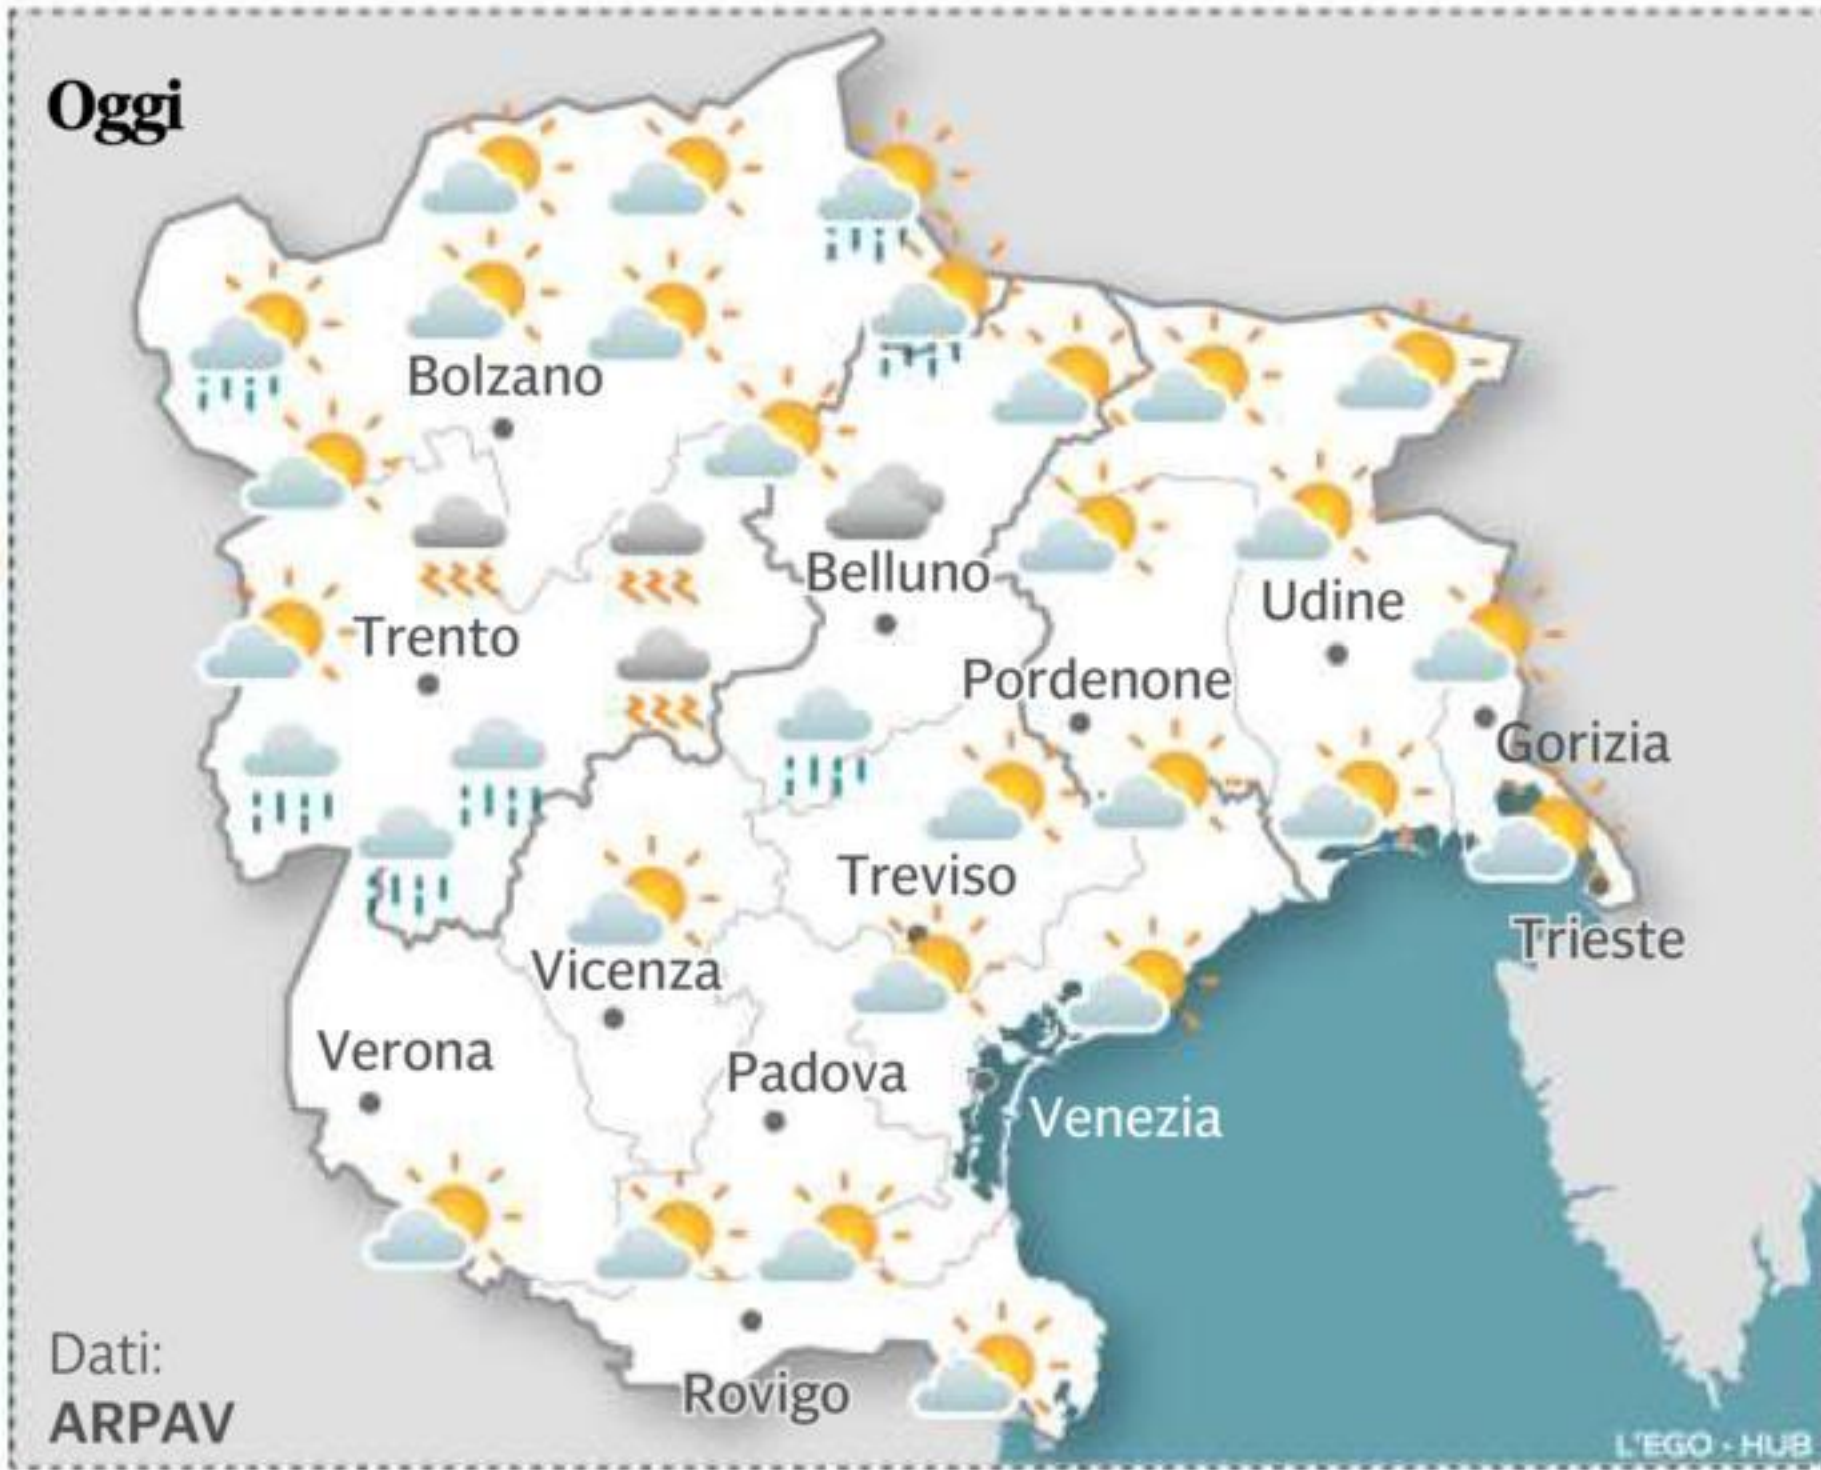 Oggi
Bolzano
Belluno
Udine
Trento
Pordenone
Gorizia
Treviso
Trieste
Vicenza
Verona
Padova
Venezia
Rovigo
Dati:
ARPAV
L'EGO - HUB